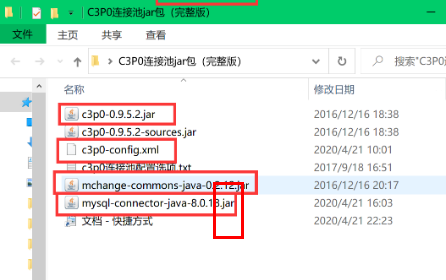 C3P0连接池jar包（完整版）
文件 主页 共享 查看
C3P0连接池jar包（完整版） 搜索"C3P0
名称 修改日期
c3p0-0.9.5.2.jar 2016/12/16 18:38
c3p0-0.9.5.2-sources.jar 2016/12/16 18:38
c3p0-config.xml 2020/4/21 10:01
c3p0连接池配置选项.txt 2017/9/18 16:51
mchange-commons-java-0.2.12.jar 2016/12/16 20:17
mysql-connector-java-8.0.18.jar 2020/4/21 16:03
文档 - 快捷方式 2020/4/21 22:23